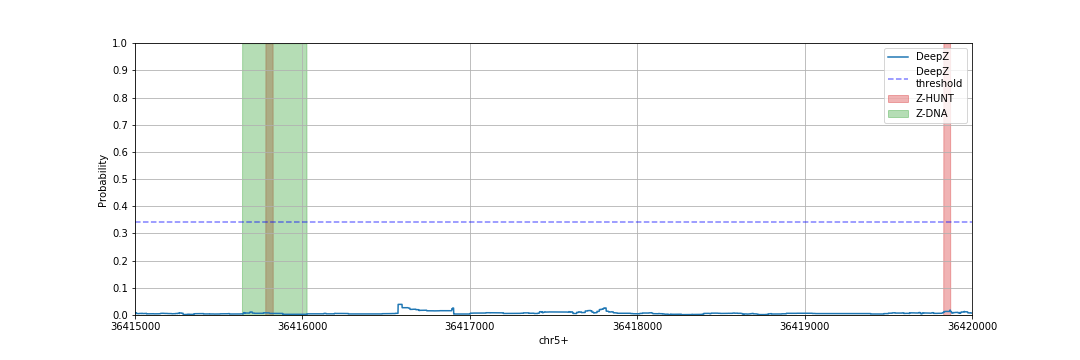 1.0
0.9
0.8
0.7
0.6
0.5
0.4
0.3
0.2
0.1
0.0
Probability
36415000
36416000
36417000
36418000
36419000
36420000
chr5+
DeepZ
DeepZ
threshold
Z-HUNT
Z-DNA